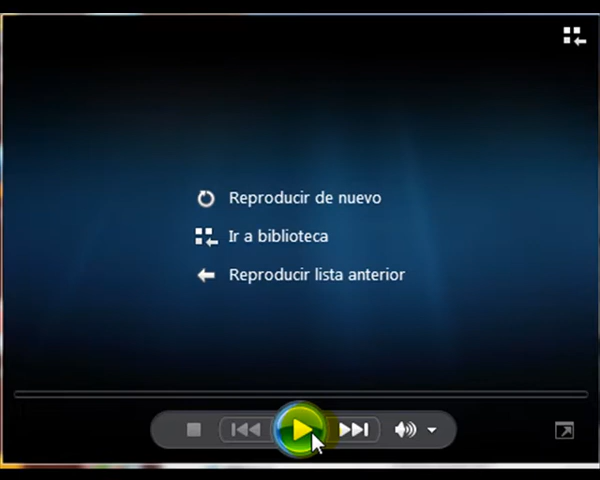 Reproducir de nuevo
Ir a biblioteca
Reproducir lista anterior